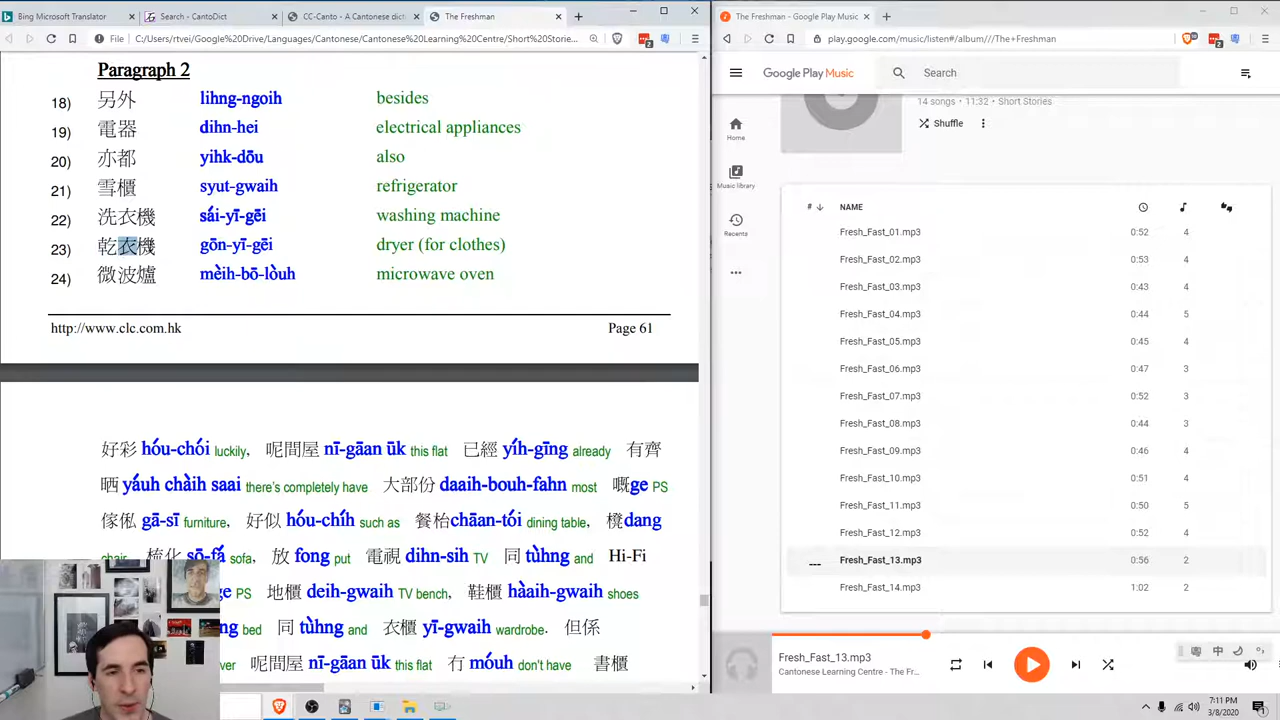 Bing Microsoft Translator
Search - CantoDict
CC-Canto - A Cantonese dict
The Freshman
File C:/Users/rtvei/Google%20Drive/Languages/Cantonese/Cantonese%20Learning%20Centre/Short%20Storie...
Paragraph 2
18) 另外 lihng-ngoih besides
19) 電器 dihn-hei electrical appliances
20) 亦都 yihk-dōu also
21) 雪櫃 syut-gwaih refrigerator
22) 洗衣機 sái-yī-gēi washing machine
23) 乾衣機 gōn-yī-gēi dryer (for clothes)
24) 微波爐 mèih-bō-lòuh microwave oven
http://www.clc.com.hk Page 61
好彩 hóu-chói luckily, 呢間屋 nī-gāan ūk this flat 已經 yíh-gīng already 有齊
晒 yáuh chàih saai there's completely have 大部份 daaih-bouh-fahn most 嘅ge PS
傢俬 gā-sī furniture, 好似 hóu-chíh such as 餐枱chāan-tói dining table, 櫈dang
chair, 梳化 sō-fá sofa, 放 fong put 電視 dihn-sih TV 同 tùhng and Hi-Fi
ge PS 地櫃 deih-gwaih TV bench, 鞋櫃 hàaih-gwaih shoes
ng bed 同 tùhng and 衣櫃 yī-gwaih wardrobe. 但係
ver 呢間屋 nī-gāan ūk this flat 冇 móuh don't have 書櫃
The Freshman - Google Play Music
play.google.com/music/listen#/album///The+Freshman
Google Play Music
Search
14 songs • 11:32 • Short Stories
Shuffle
Home
Music library
Recents
# NAME
Fresh_Fast_01.mp3 0:52 4
Fresh_Fast_02.mp3 0:53 4
Fresh_Fast_03.mp3 0:43 4
Fresh_Fast_04.mp3 0:44 5
Fresh_Fast_05.mp3 0:45 4
Fresh_Fast_06.mp3 0:47 3
Fresh_Fast_07.mp3 0:52 3
Fresh_Fast_08.mp3 0:44 3
Fresh_Fast_09.mp3 0:46 4
Fresh_Fast_10.mp3 0:51 4
Fresh_Fast_11.mp3 0:50 5
Fresh_Fast_12.mp3 0:52 4
Fresh_Fast_13.mp3 0:56 2
Fresh_Fast_14.mp3 1:02 2
Fresh_Fast_13.mp3
Cantonese Learning Centre - The Fr...
中
7:11 PM
3/8/2020